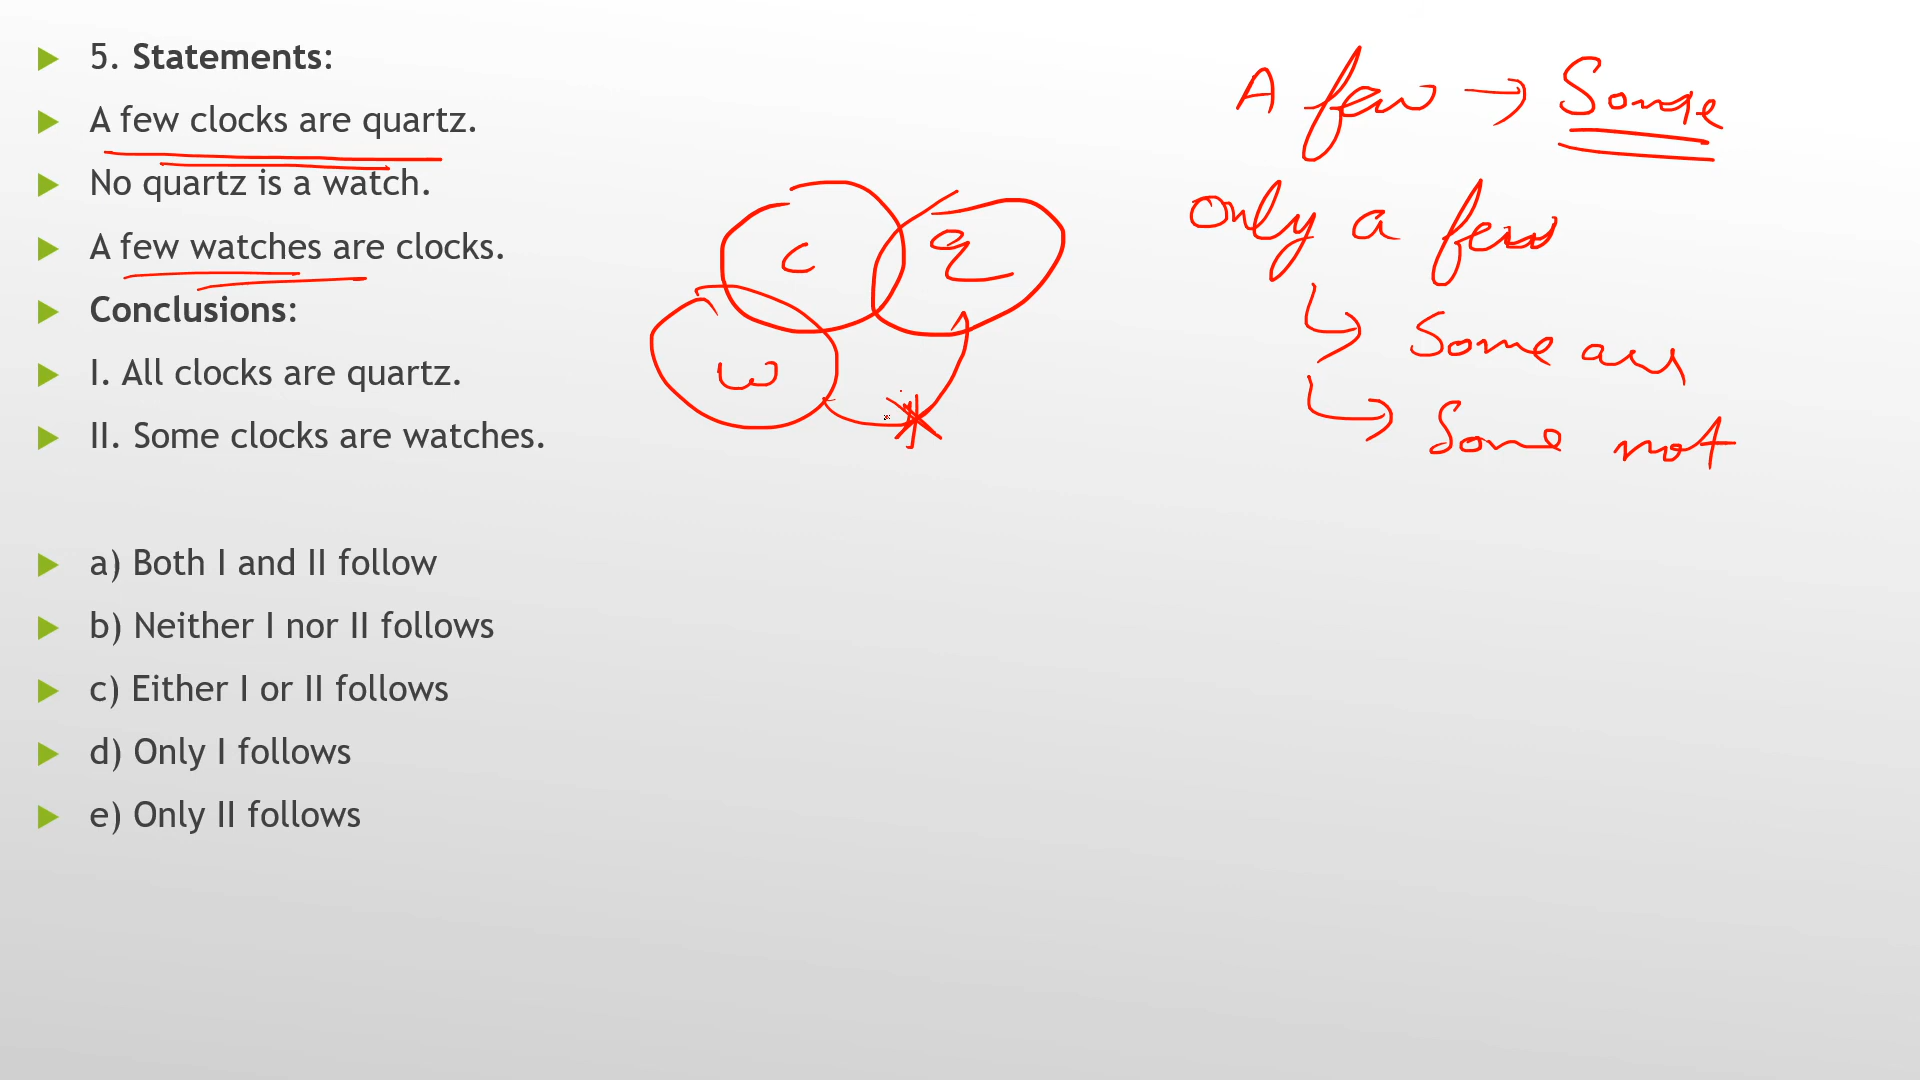 5. Statements:
A few clocks are quartz.
No quartz is a watch.
A few watches are clocks.
Conclusions:
I. All clocks are quartz.
II. Some clocks are watches.
a) Both I and II follow
b) Neither I nor II follows
c) Either I or II follows
d) Only I follows
e) Only II follows
c
q
w
A few → Some
only a few
Some are
Some not